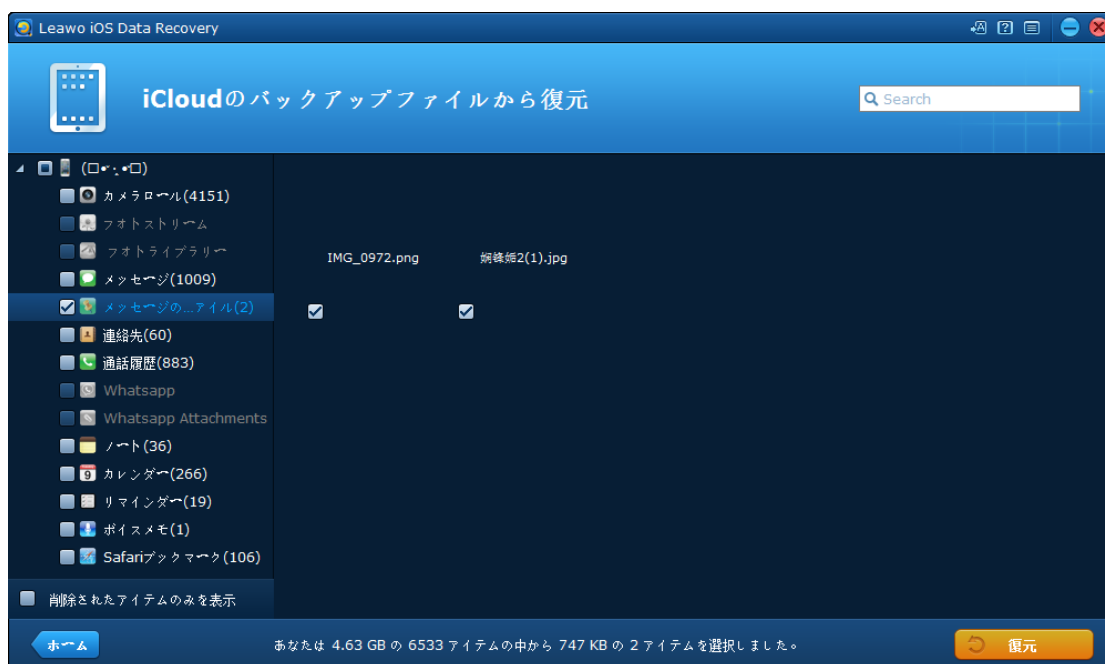 Leawo iOS Data Recovery
iCloudのバックアップファイルから復元
Search
カメラロール(4151)
フォトストリーム
フォトライブラリー
IMG_0972.png
2(1).jpg
メッセージ(1009)
メッセージの...アイル(2)
連絡先(60)
通話履歴(883)
Whatsapp
Whatsapp Attachments
ノート(36)
カレンダー(266)
リマインダー(19)
ボイスメモ(1)
Safariブックマーク(106)
削除されたアイテムのみを表示
ホーム
あなたは 4.63 GB の 6533 アイテムの中から 747 KB の 2 アイテムを選択しました。
復元